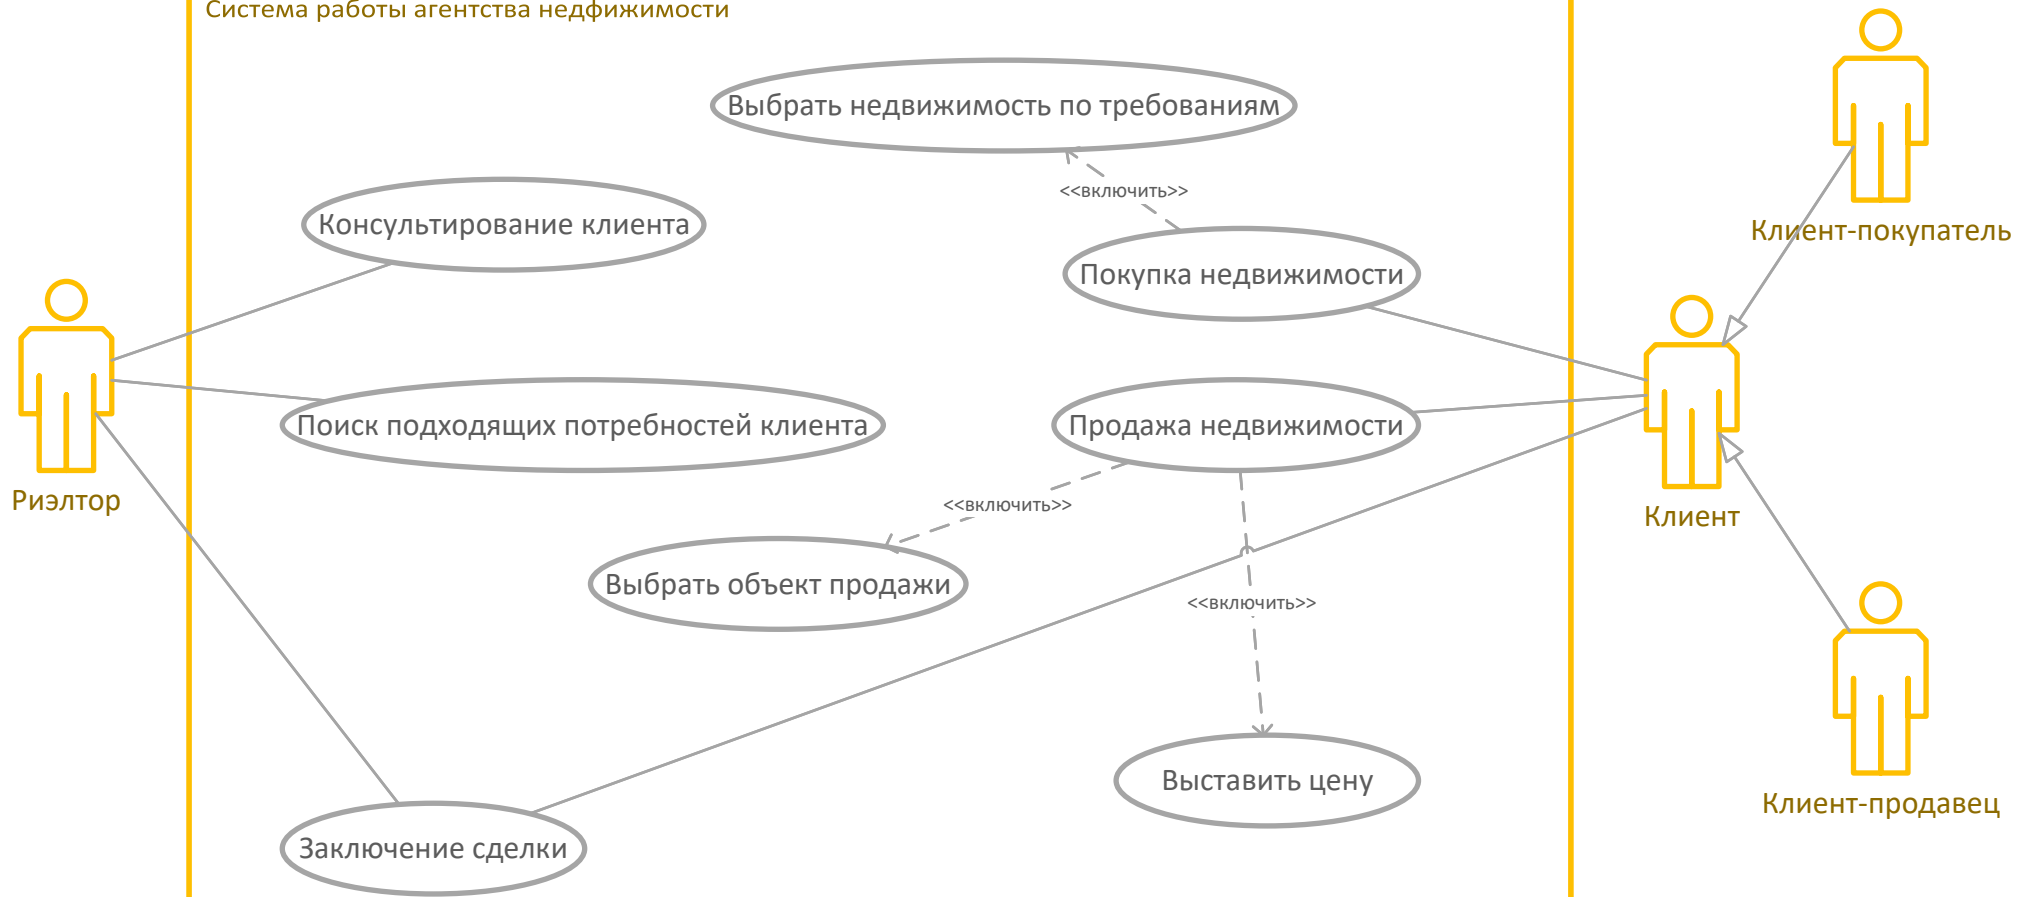 Система работы агентства недфижимости
Выбрать недвижимость по требованиям
<<включить>>
Консультирование клиента
Клиент-покупатель
Покупка недвижимости
Поиск подходящих потребностей клиента
Продажа недвижимости
Риэлтор
<<включить>>
Клиент
Выбрать объект продажи
<<включить>>
Выставить цену
Клиент-продавец
Заключение сделки